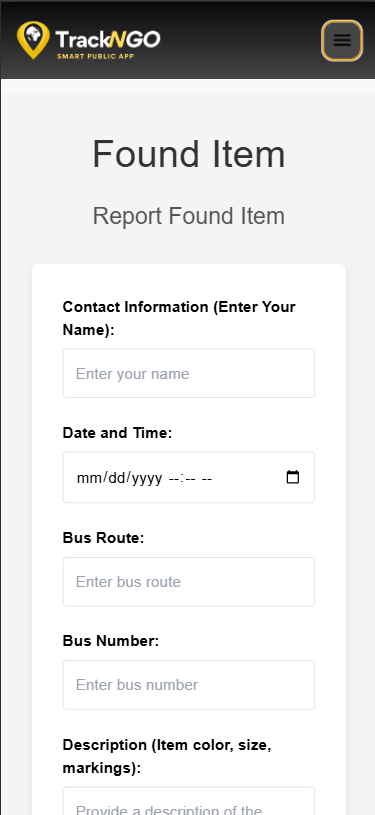 TrackNGO
SMART PUBLIC APP
Found Item
Report Found Item
Contact Information (Enter Your
Name):
Enter your name
Date and Time:
mm/dd/yyyy --:-- --
Bus Route:
Enter bus route
Bus Number:
Enter bus number
Description (Item color, size,
markings):
Provide a description of the